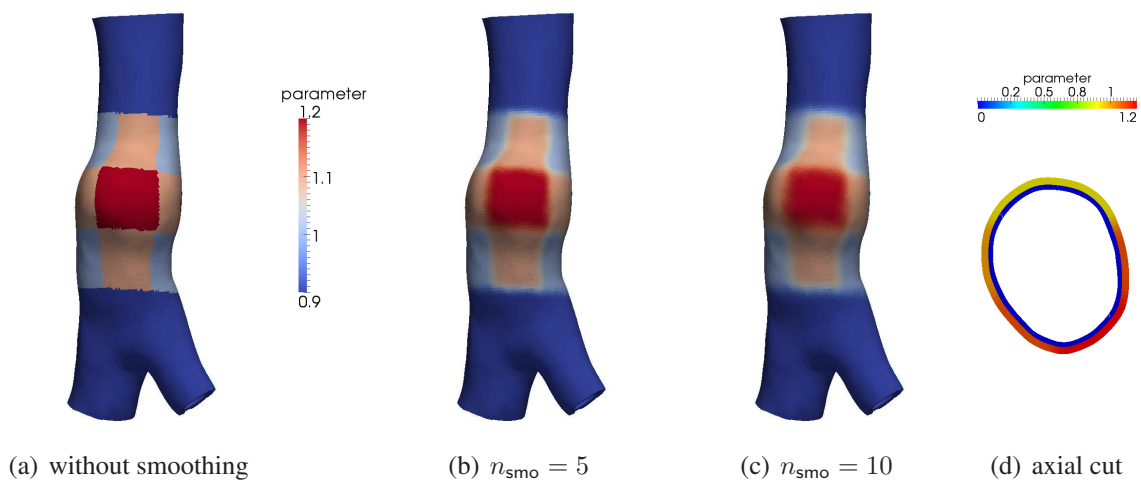 parameter
1.2
1.1
1
0.9
parameter
0.2 0.5 0.8 1
0 1.2
(a) without smoothing
(b) n_smo = 5
(c) n_smo = 10
(d) axial cut